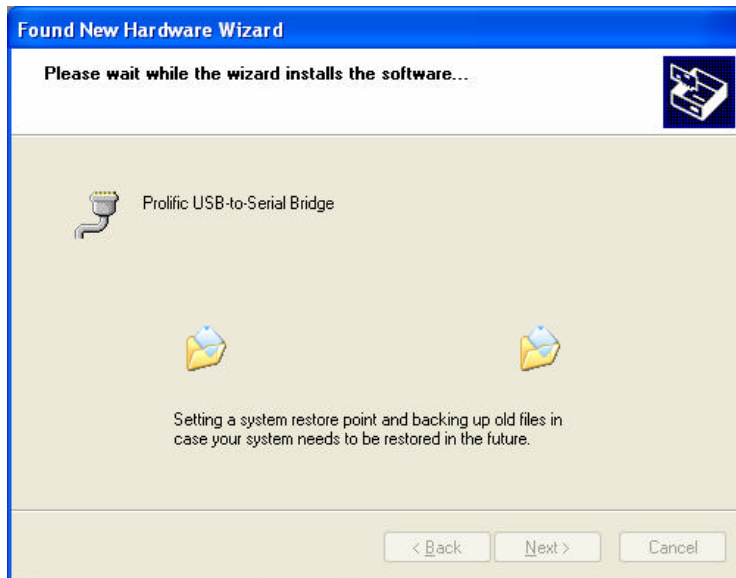 Found New Hardware Wizard
Please wait while the wizard installs the software...
Prolific USB-to-Serial Bridge
Setting a system restore point and backing up old files in
case your system needs to be restored in the future.
< Back Next > Cancel